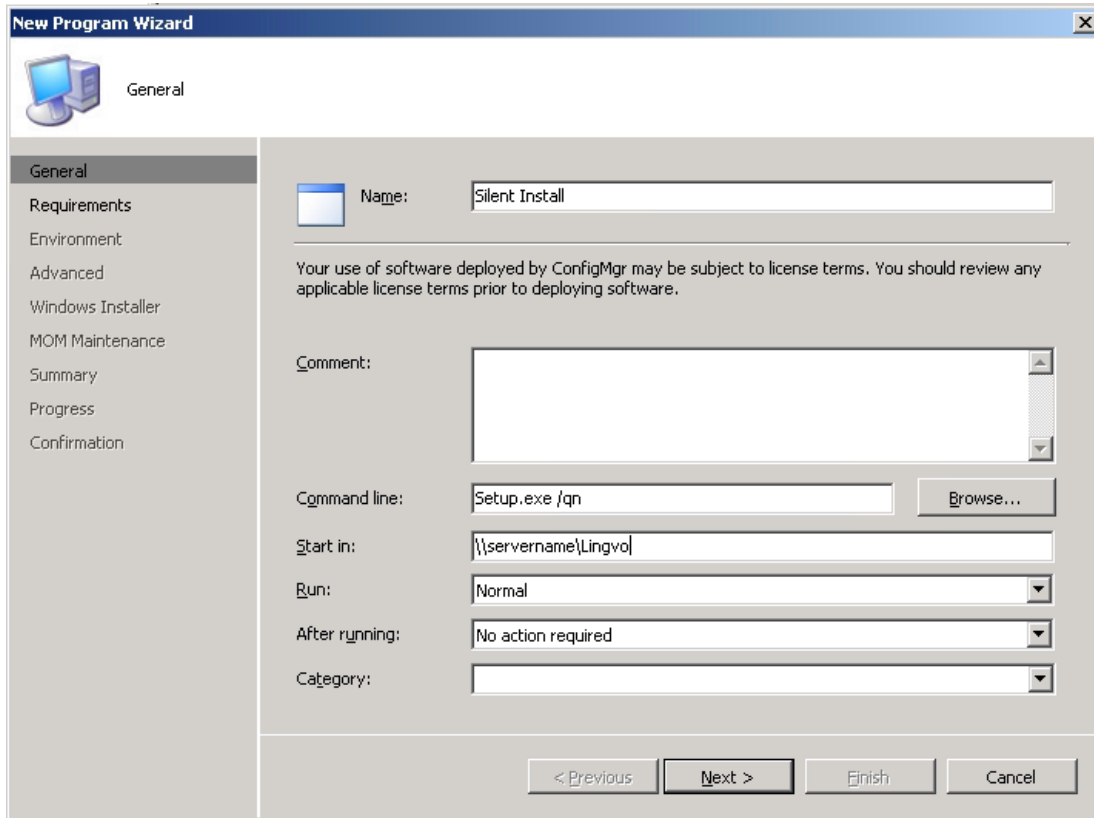 New Program Wizard
General
General
Requirements
Environment
Advanced
Windows Installer
MOM Maintenance
Summary
Progress
Confirmation
Name:
Silent Install
Your use of software deployed by ConfigMgr may be subject to license terms. You should review any
applicable license terms prior to deploying software.
Comment:
Command line:
Setup.exe /qn
Browse...
Start in:
\\servername\Lingvo
Run:
Normal
After running:
No action required
Category:
< Previous
Next >
Finish
Cancel